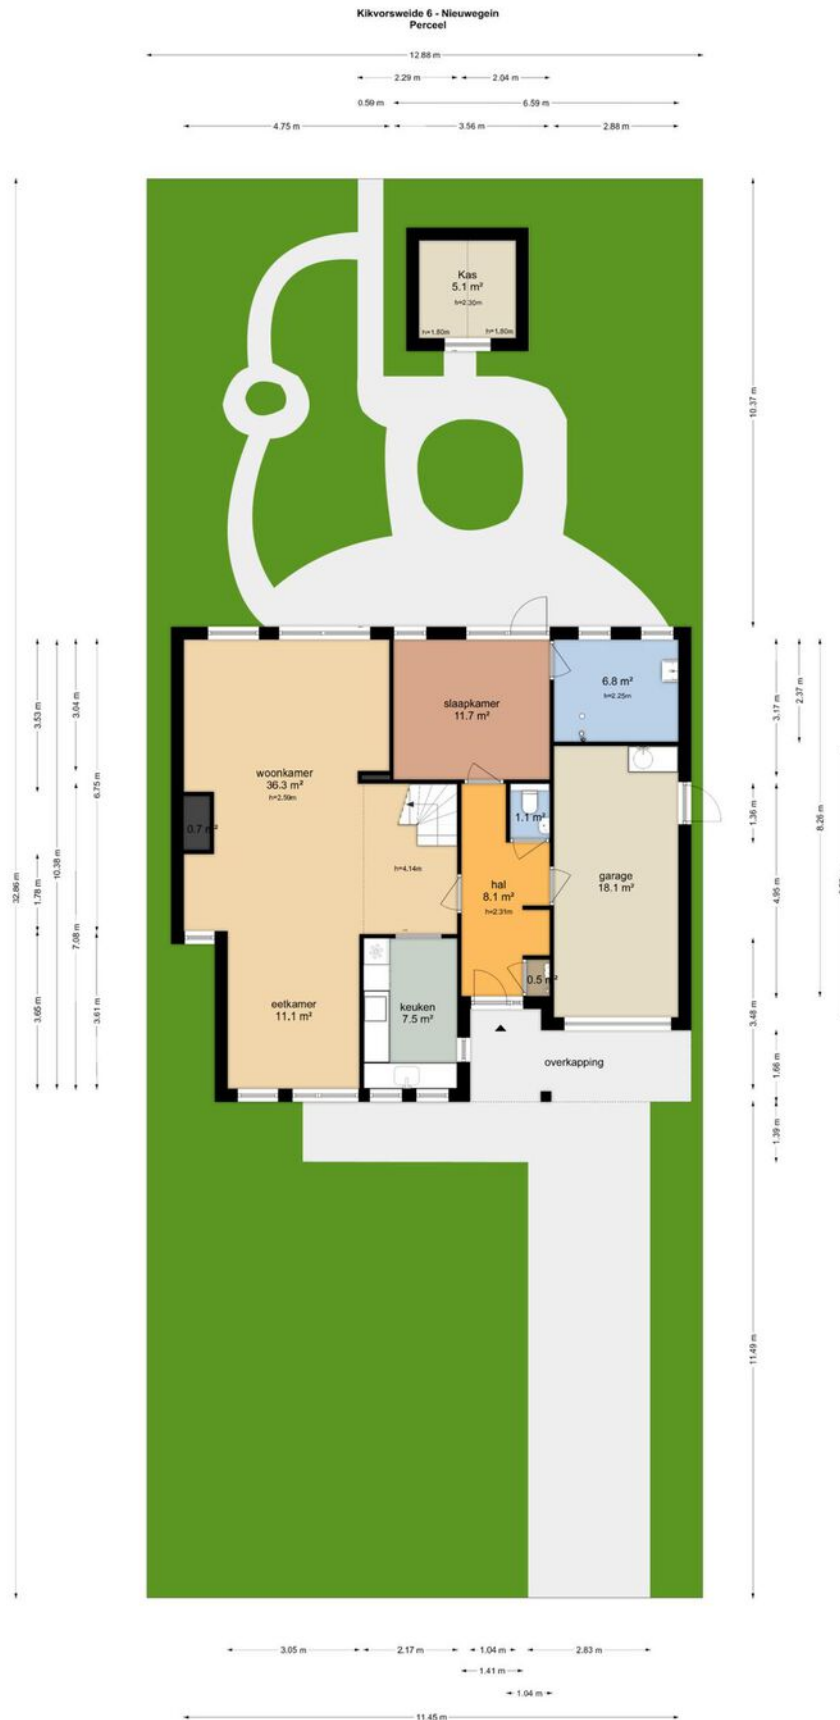 Kikvorsweide 6 - Nieuwegein
Perceel
12.88 m
2.29 m
2.04 m
0.59 m
6.59 m
4.75 m
3.56 m
2.88 m
Kas
5.1 m²
h=2.30m
h=1.80m
h=1.80m
10.37 m
32.86 m
3.53 m
10.38 m
3.04 m
6.75 m
slaapkamer
11.7 m²
6.8 m²
h=2.25m
3.17 m
2.37 m
woonkamer
36.3 m²
h=2.59m
0.7 m²
1.1 m²
1.36 m
8.26 m
h=4.14m
hal
8.1 m²
h=2.31m
garage
18.1 m²
4.95 m
1.78 m
7.08 m
3.65 m
3.61 m
eetkamer
11.1 m²
keuken
7.5 m²
0.5 m²
3.48 m
overkapping
1.66 m
1.39 m
11.49 m
3.05 m
2.17 m
1.04 m
2.83 m
1.41 m
1.04 m
11.45 m